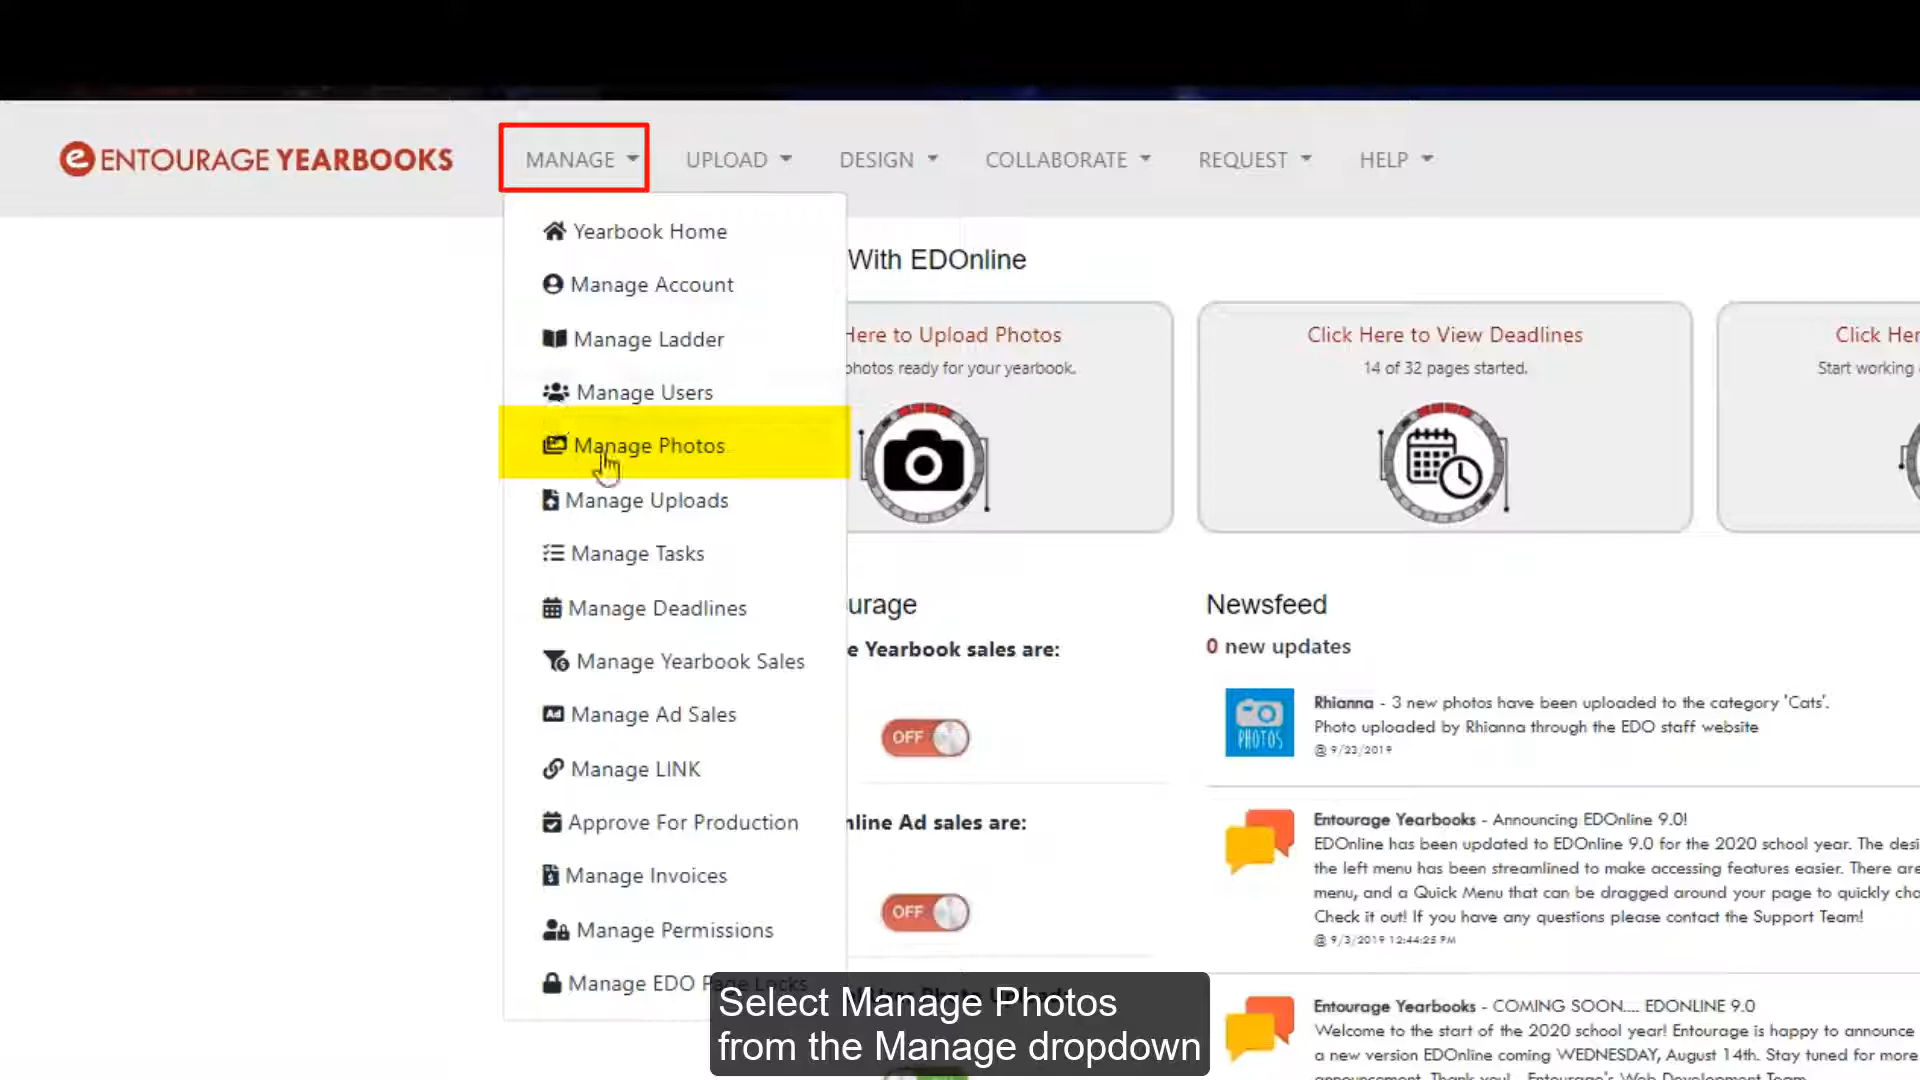 ENTOURAGE YEARBOOKS
MANAGE
UPLOAD
DESIGN
COLLABORATE
REQUEST
HELP
Yearbook Home
Manage Account
Manage Ladder
Manage Users
Manage Photos
Manage Uploads
Manage Tasks
Manage Deadlines
Manage Yearbook Sales
Manage Ad Sales
Manage LINK
Approve For Production
Manage Invoices
Manage Permissions
Manage EDO Page Locks
With EDOnline
Here to Upload Photos
photos ready for your yearbook.
Click Here to View Deadlines
14 of 32 pages started.
Click Her
Start working
urage
e Yearbook sales are:
OFF
nline Ad sales are:
OFF
Newsfeed
0 new updates
PHOTOS
Rhianna - 3 new photos have been uploaded to the category 'Cats'.
Photo uploaded by Rhianna through the EDO staff website
@ 9/23/2019
Entourage Yearbooks - Announcing EDOnline 9.0!
EDOnline has been updated to EDOnline 9.0 for the 2020 school year. The desi
the left menu has been streamlined to make accessing features easier. There are
menu, and a Quick Menu that can be dragged around your page to quickly cha
Check it out! If you have any questions please contact the Support Team!
@ 9/3/2019 12:44:25 PM
Entourage Yearbooks - COMING SOON.... EDONLINE 9.0
Welcome to the start of the 2020 school year! Entourage is happy to announce
a new version EDOnline coming WEDNESDAY, August 14th. Stay tuned for more
announcement. Thank you! - Entourage's Web Development Team
Select Manage Photos
from the Manage dropdown